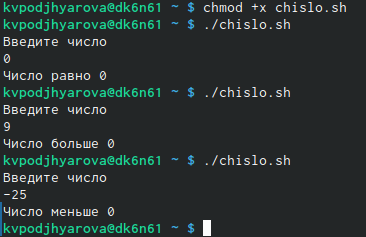 kvpodjhyarova@dk6n61 ~ $ chmod +x chislo.sh
kvpodjhyarova@dk6n61 ~ $ ./chislo.sh
Введите число
0
Число равно 0
kvpodjhyarova@dk6n61 ~ $ ./chislo.sh
Введите число
9
Число больше 0
kvpodjhyarova@dk6n61 ~ $ ./chislo.sh
Введите число
-25
Число меньше 0
kvpodjhyarova@dk6n61 ~ $